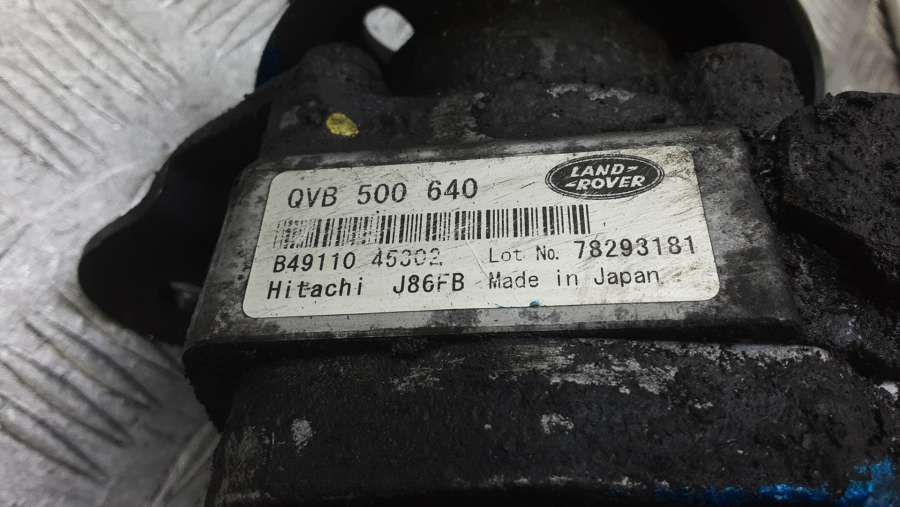 QVB 500 640
LAND-
-ROVER
B49110 45302 Lot No. 78293181
Hitachi J86FB Made in Japan